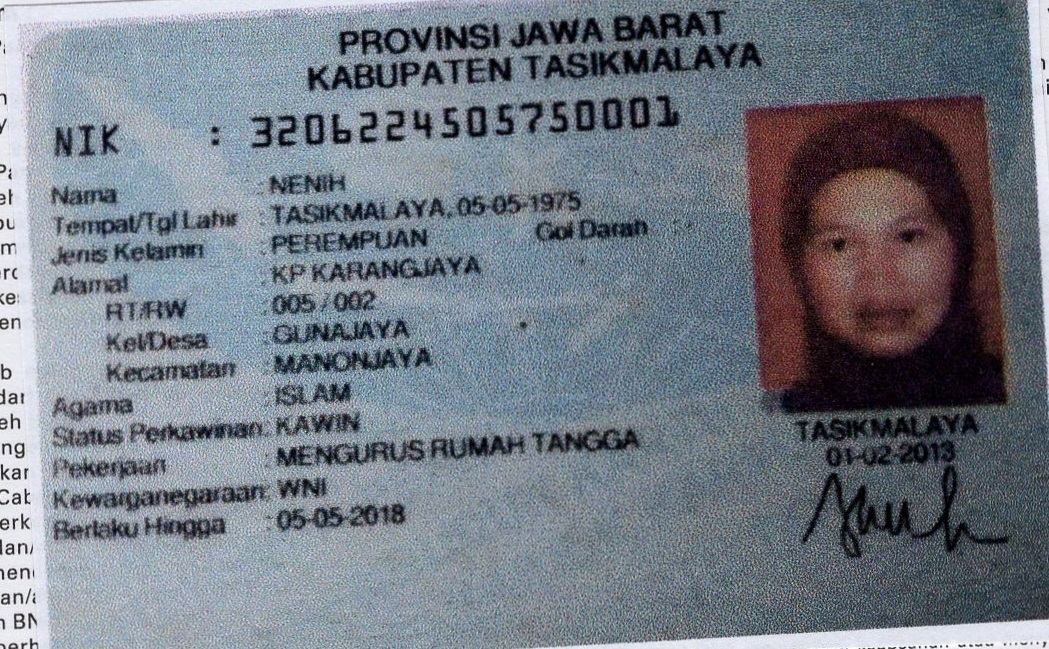 PROVINSI JAWA BARAT
KABUPATEN TASIKMALAYA
NIK : 3206224505750001
Nama : NENIH
Tempat/Tgl Lahir : TASIKMALAYA, 05-05-1975
Jenis Kelamin : PEREMPUAN Gol Darah : -
Alamat : KP KARANGJAYA
RT/RW : 005 / 002
Kel/Desa : GUNAJAYA
Kecamatan : MANONJAYA
Agama : ISLAM
Status Perkawinan: KAWIN
Pekerjaan : MENGURUS RUMAH TANGGA
Kewarganegaraan: WNI
Berlaku Hingga : 05-05-2018
TASIKMALAYA
01-02-2013